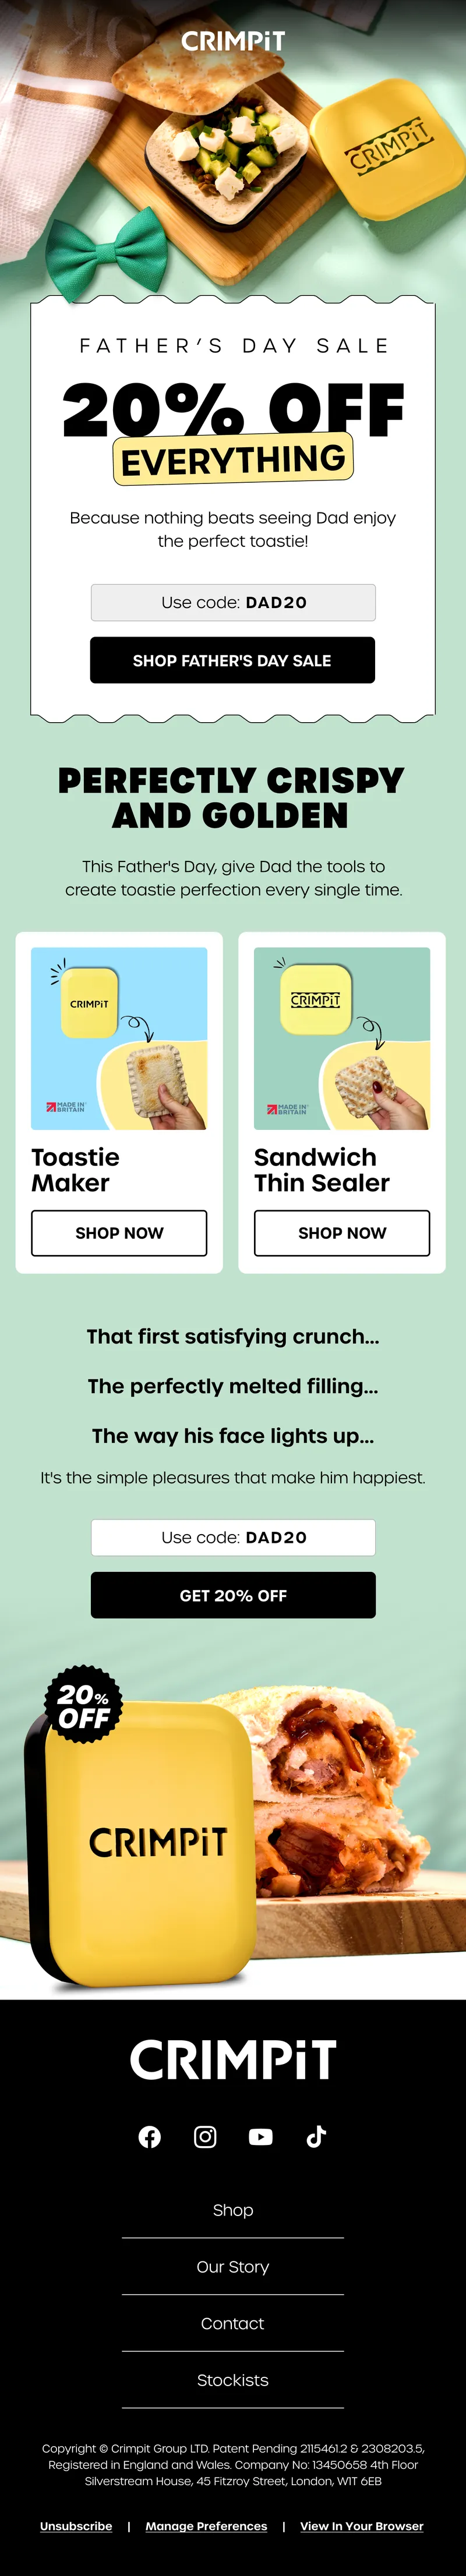 CRIMPiT
CRIMPiT
FATHER'S DAY SALE
20% OFF
EVERYTHING
Because nothing beats seeing Dad enjoy
the perfect toastie!
Use code: DAD20
SHOP FATHER'S DAY SALE
PERFECTLY CRISPY
AND GOLDEN
This Father's Day, give Dad the tools to
create toastie perfection every single time.
CRIMPiT
MADE IN
BRITAIN
Toastie
Maker
SHOP NOW
CRIMPiT
MADE IN
BRITAIN
Sandwich
Thin Sealer
SHOP NOW
That first satisfying crunch...
The perfectly melted filling...
The way his face lights up...
It's the simple pleasures that make him happiest.
Use code: DAD20
GET 20% OFF
20%
OFF
CRIMPiT
CRIMPiT
Shop
Our Story
Contact
Stockists
Copyright © Crimpit Group LTD. Patent Pending 2115461.2 & 2308203.5,
Registered in England and Wales. Company No: 13450658 4th Floor
Silverstream House, 45 Fitzroy Street, London, W1T 6EB
Unsubscribe | Manage Preferences | View In Your Browser